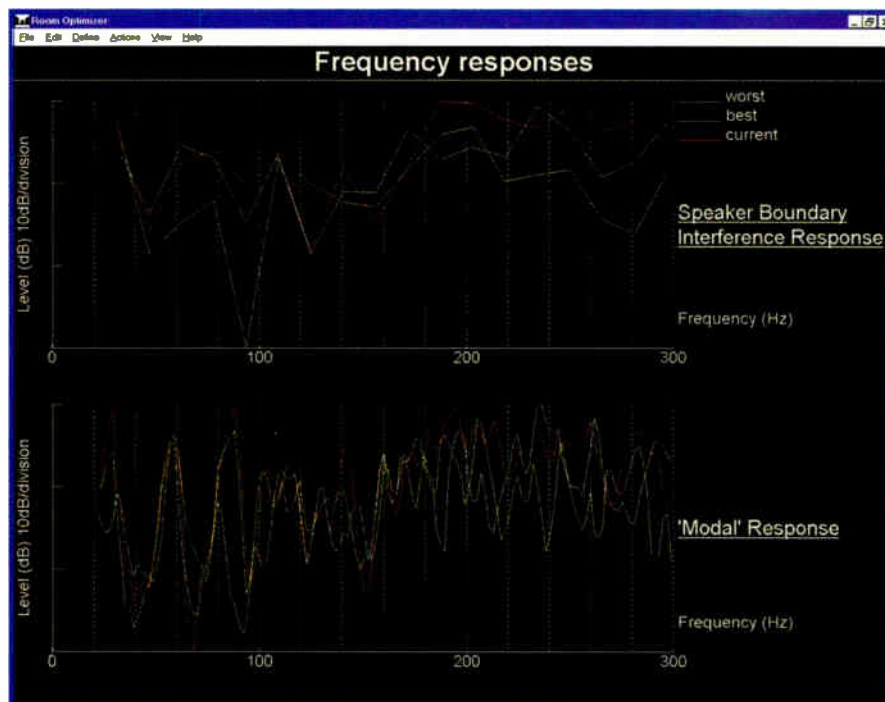 Room Optimizer
File Edit Define Actions View Help
Frequency responses
worst
best
current
Level (dB) 10dB/division
Speaker Boundary
Interference Response
Frequency (Hz)
0 100 200 300
Level (dB) 10dB/division
'Modal' Response
Frequency (Hz)
0 100 200 300